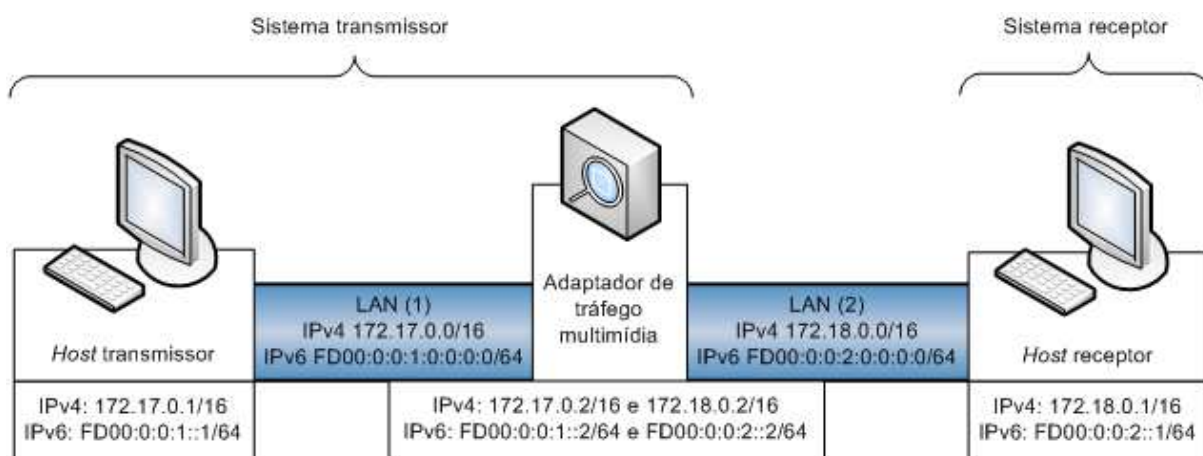 Sistema transmissor
Sistema receptor
Adaptador de
tráfego
multimídia
LAN (1)
IPv4 172.17.0.0/16
IPv6 FD00:0:0:1:0:0:0:0/64
LAN (2)
IPv4 172.18.0.0/16
IPv6 FD00:0:0:2:0:0:0:0/64
Host transmissor
Host receptor
IPv4: 172.17.0.1/16
IPv6: FD00:0:0:1::1/64
IPv4: 172.17.0.2/16 e 172.18.0.2/16
IPv6: FD00:0:0:1::2/64 e FD00:0:0:2::2/64
IPv4: 172.18.0.1/16
IPv6: FD00:0:0:2::1/64